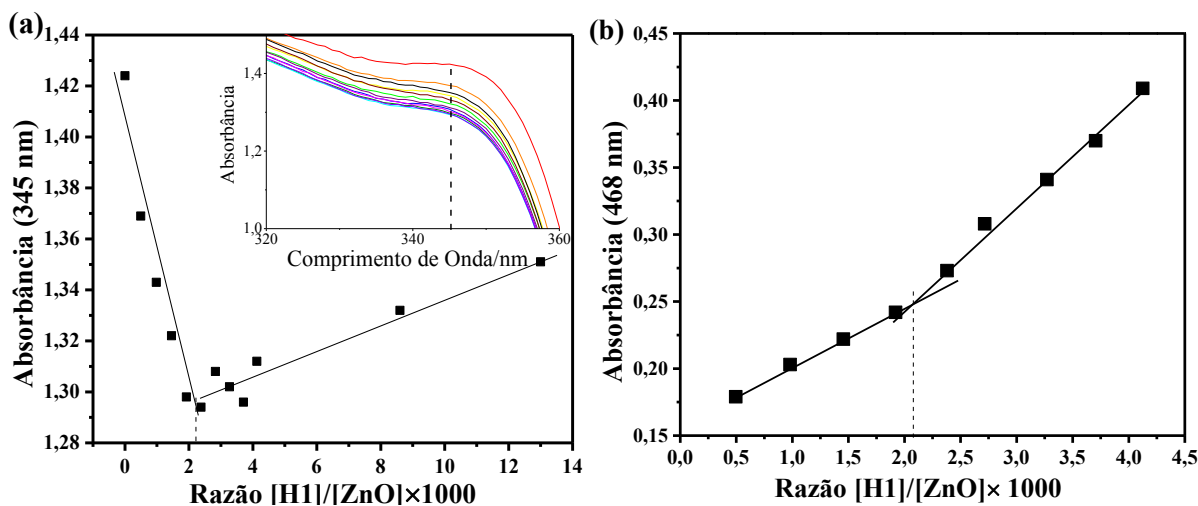 (a)
Absorbância (345 nm)
1,44
1,42
1,40
1,38
1,36
1,34
1,32
1,30
1,28
0 2 4 6 8 10 12 14
Razão [H1]/[ZnO]×1000
Absorbância
1,4
1,2
1,0
320 340 360
Comprimento de Onda/nm
(b)
Absorbância (468 nm)
0,45
0,40
0,35
0,30
0,25
0,20
0,15
0,0 0,5 1,0 1,5 2,0 2,5 3,0 3,5 4,0 4,5
Razão [H1]/[ZnO]× 1000